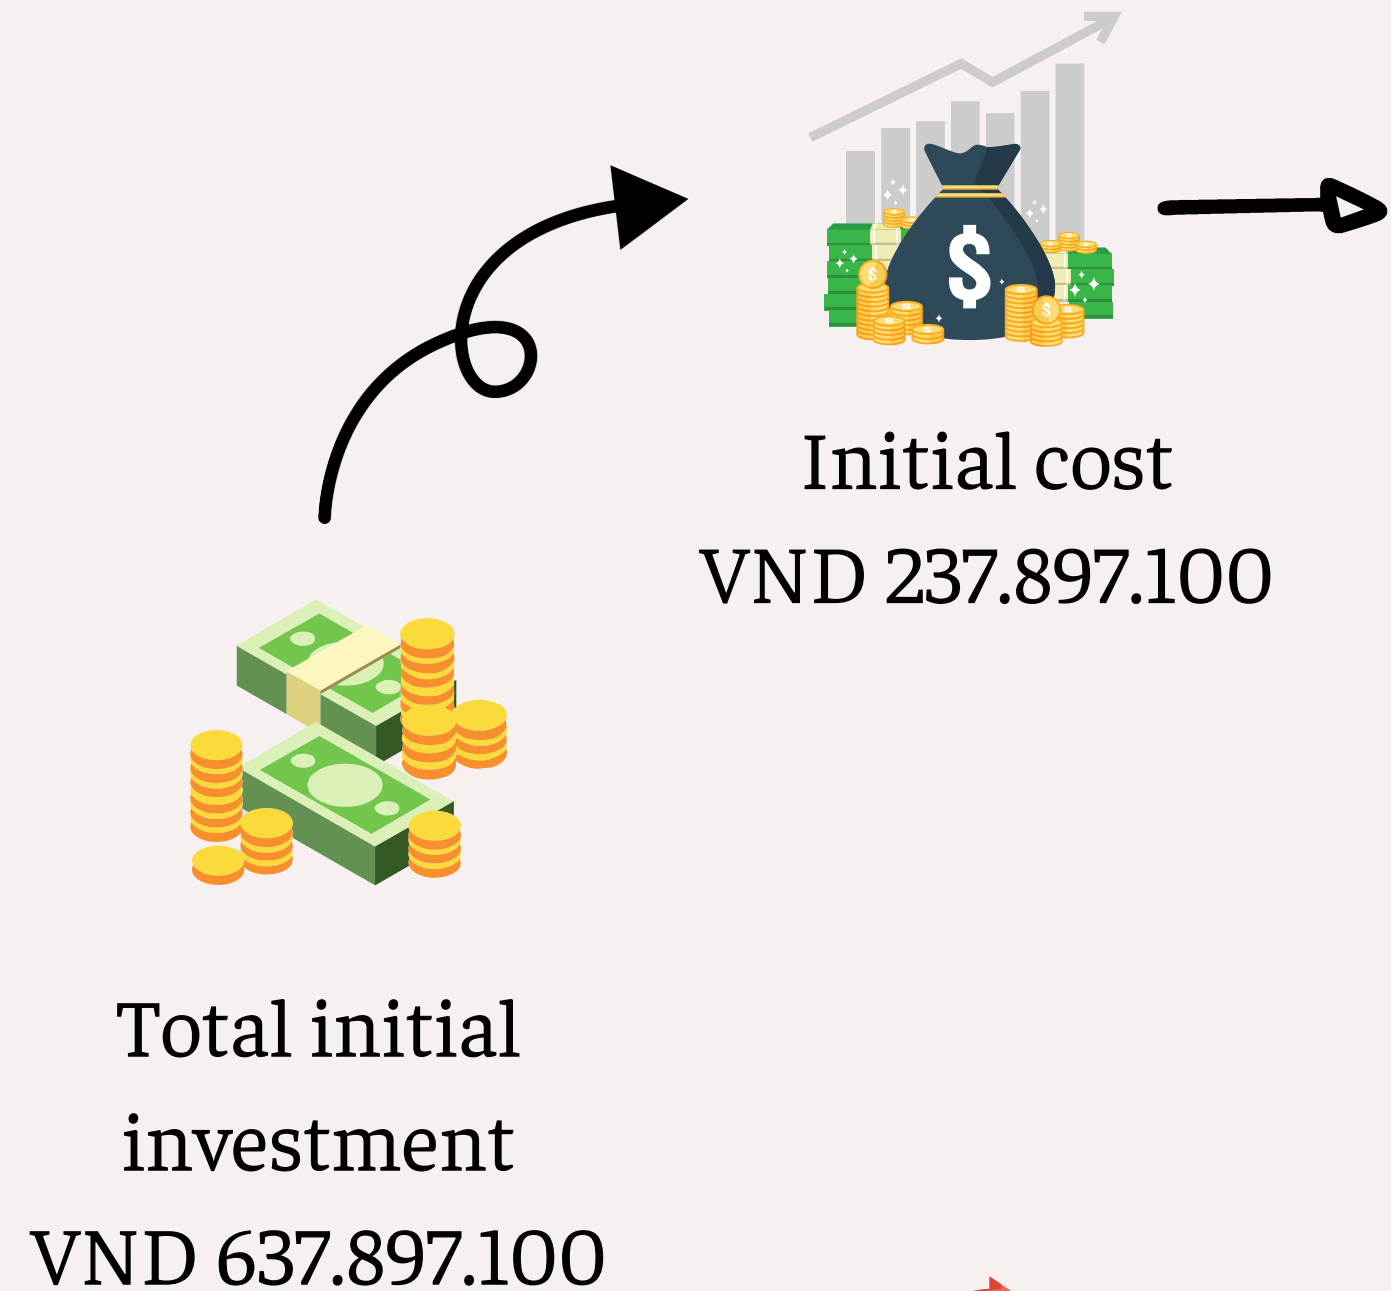 Initial cost
VND 237.897.100
Total initial
investment
VND 637.897.100